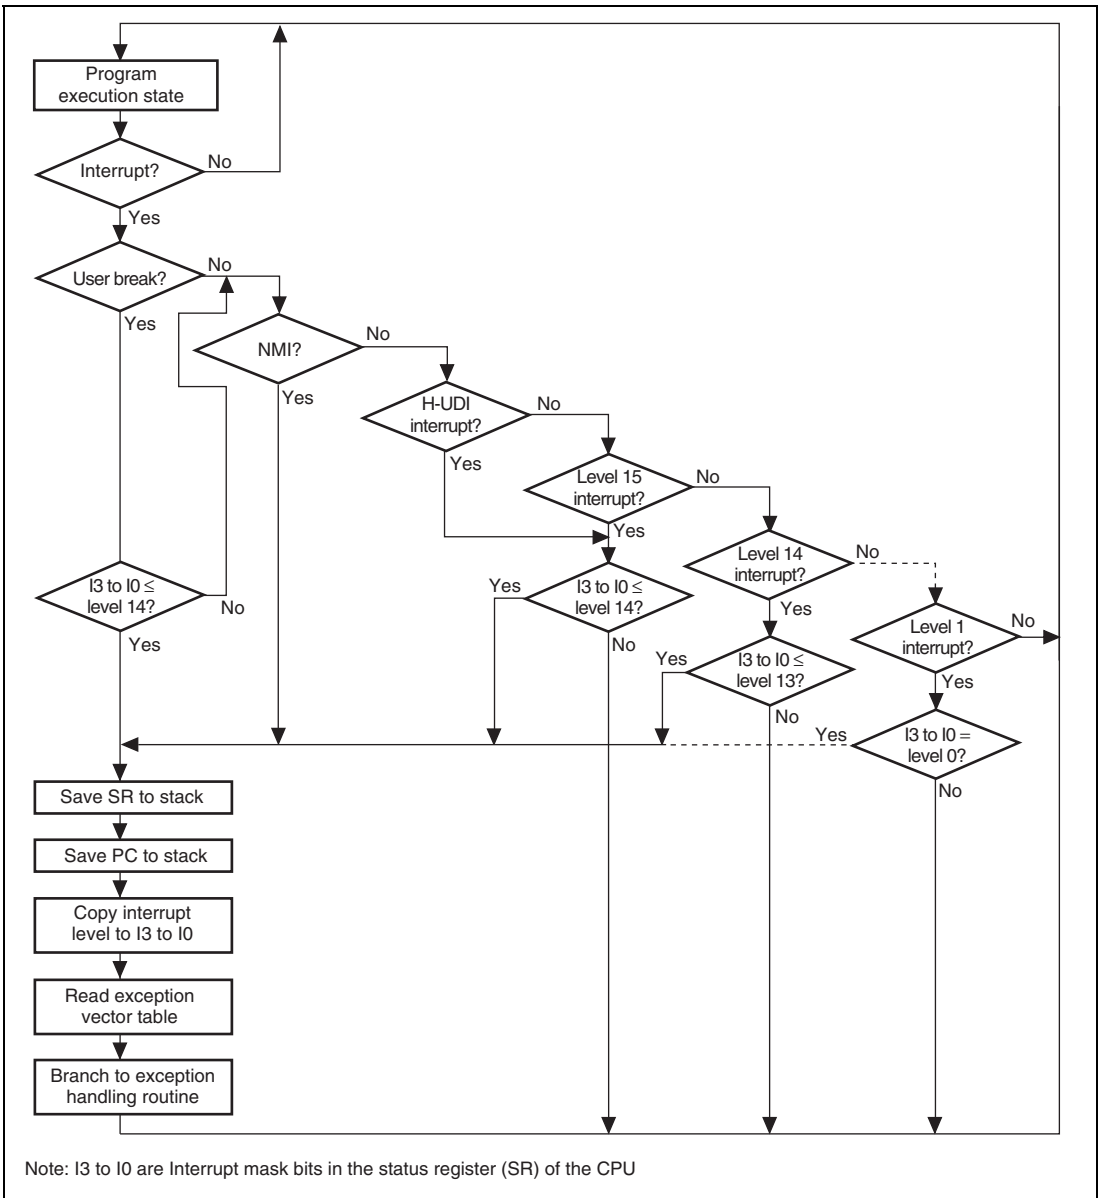 Program
execution state
Interrupt?
No
Yes
User break?
No
Yes
NMI?
No
Yes
H-UDI
interrupt?
No
Yes
Level 15
interrupt?
No
Yes
Level 14
interrupt?
No
Yes
I3 to I0 ≤
level 14?
No
Yes
Yes
I3 to I0 ≤
level 14?
No
Level 1
interrupt?
No
Yes
Yes
I3 to I0 ≤
level 13?
No
Yes
I3 to I0 =
level 0?
No
Save SR to stack
Save PC to stack
Copy interrupt
level to I3 to I0
Read exception
vector table
Branch to exception
handling routine
Note: I3 to I0 are Interrupt mask bits in the status register (SR) of the CPU